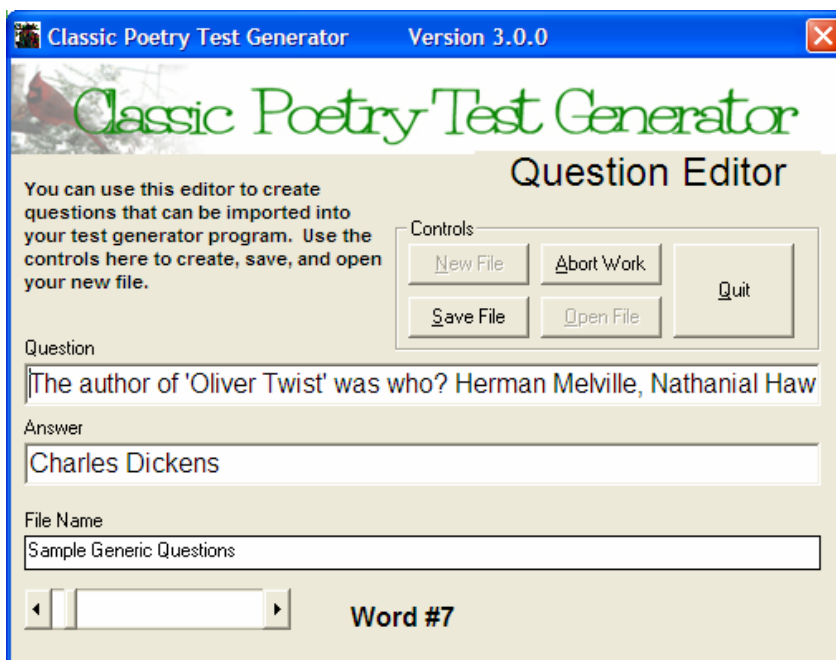 Classic Poetry Test Generator Version 3.0.0
Classic Poetry Test Generator
Question Editor
You can use this editor to create
questions that can be imported into
your test generator program. Use the
controls here to create, save, and open
your new file.
Controls
New File Abort Work
Quit
Save File Open File
Question
The author of 'Oliver Twist' was who? Herman Melville, Nathanial Haw
Answer
Charles Dickens
File Name
Sample Generic Questions
Word #7